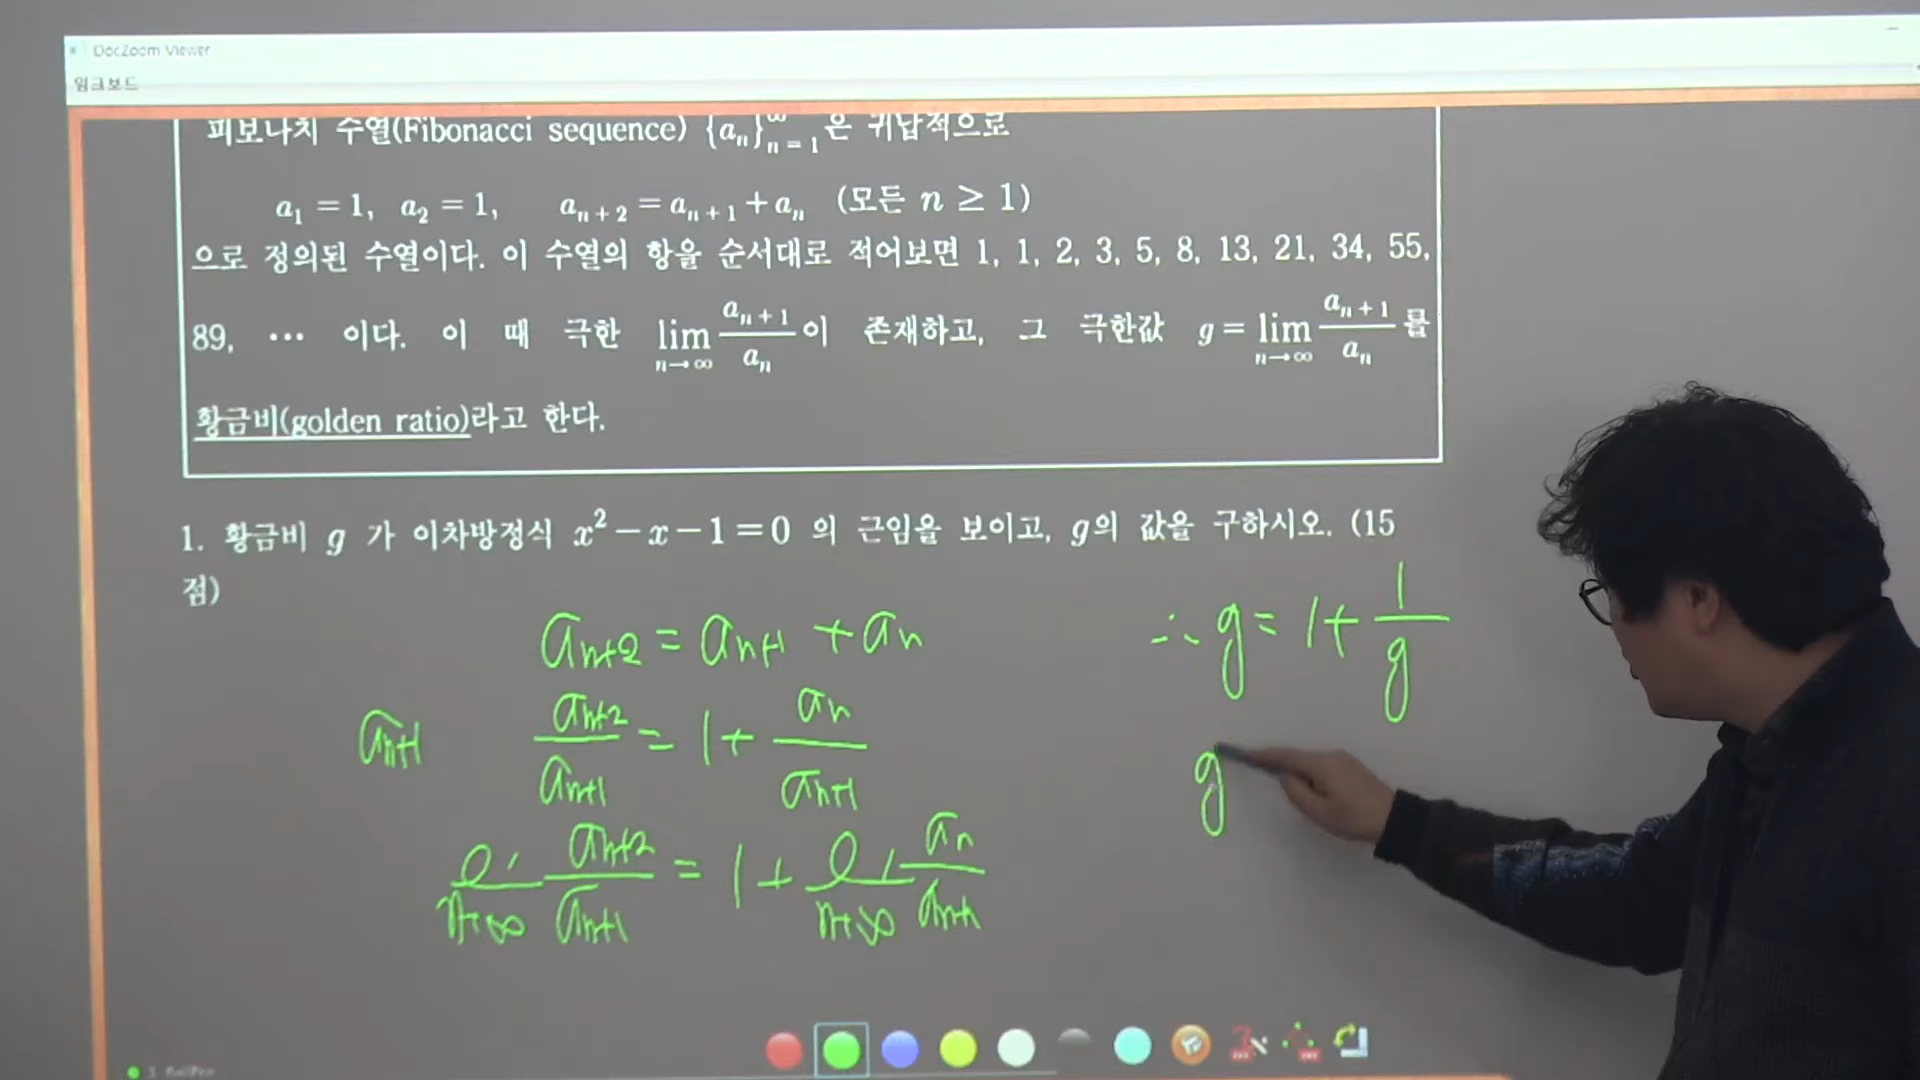 DocZoom Viewer
잉크보드
피보나치 수열(Fibonacci sequence) {aₙ}ₙ₌₁^∞은 귀납적으로
a₁ = 1, a₂ = 1, aₙ₊₂ = aₙ₊₁ + aₙ (모든 n ≥ 1)
으로 정의된 수열이다. 이 수열의 항을 순서대로 적어보면 1, 1, 2, 3, 5, 8, 13, 21, 34, 55,
89, ⋯ 이다. 이 때 극한 lim_{n→∞} aₙ₊₁/aₙ 이 존재하고, 그 극한값 g = lim_{n→∞} aₙ₊₁/aₙ 를
황금비(golden ratio)라고 한다.
1. 황금비 g 가 이차방정식 x² − x − 1 = 0 의 근임을 보이고, g의 값을 구하시오. (15
점)
aₙ₊₂ = aₙ₊₁ + aₙ
aₙ₊₁ aₙ₊₂/aₙ₊₁ = 1 + aₙ/aₙ₊₁
lim_{n→∞} aₙ₊₂/aₙ₊₁ = 1 + lim_{n→∞} aₙ/aₙ₊₁
∴ g = 1 + 1/g
g